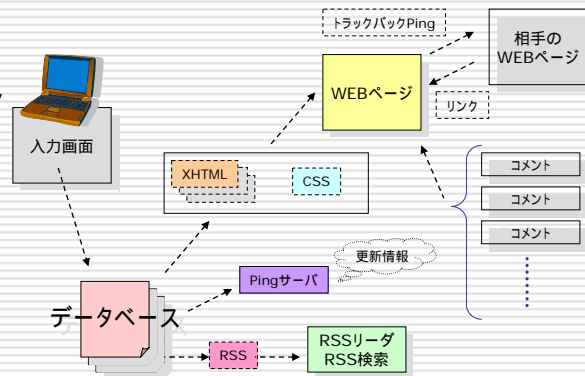 トラックバックPing
相手の
WEBページ
WEBページ
リンク
入力画面
XHTML
CSS
コメント
コメント
コメント
更新情報
Pingサーバ
データベース
RSS
RSSリーダ
RSS検索